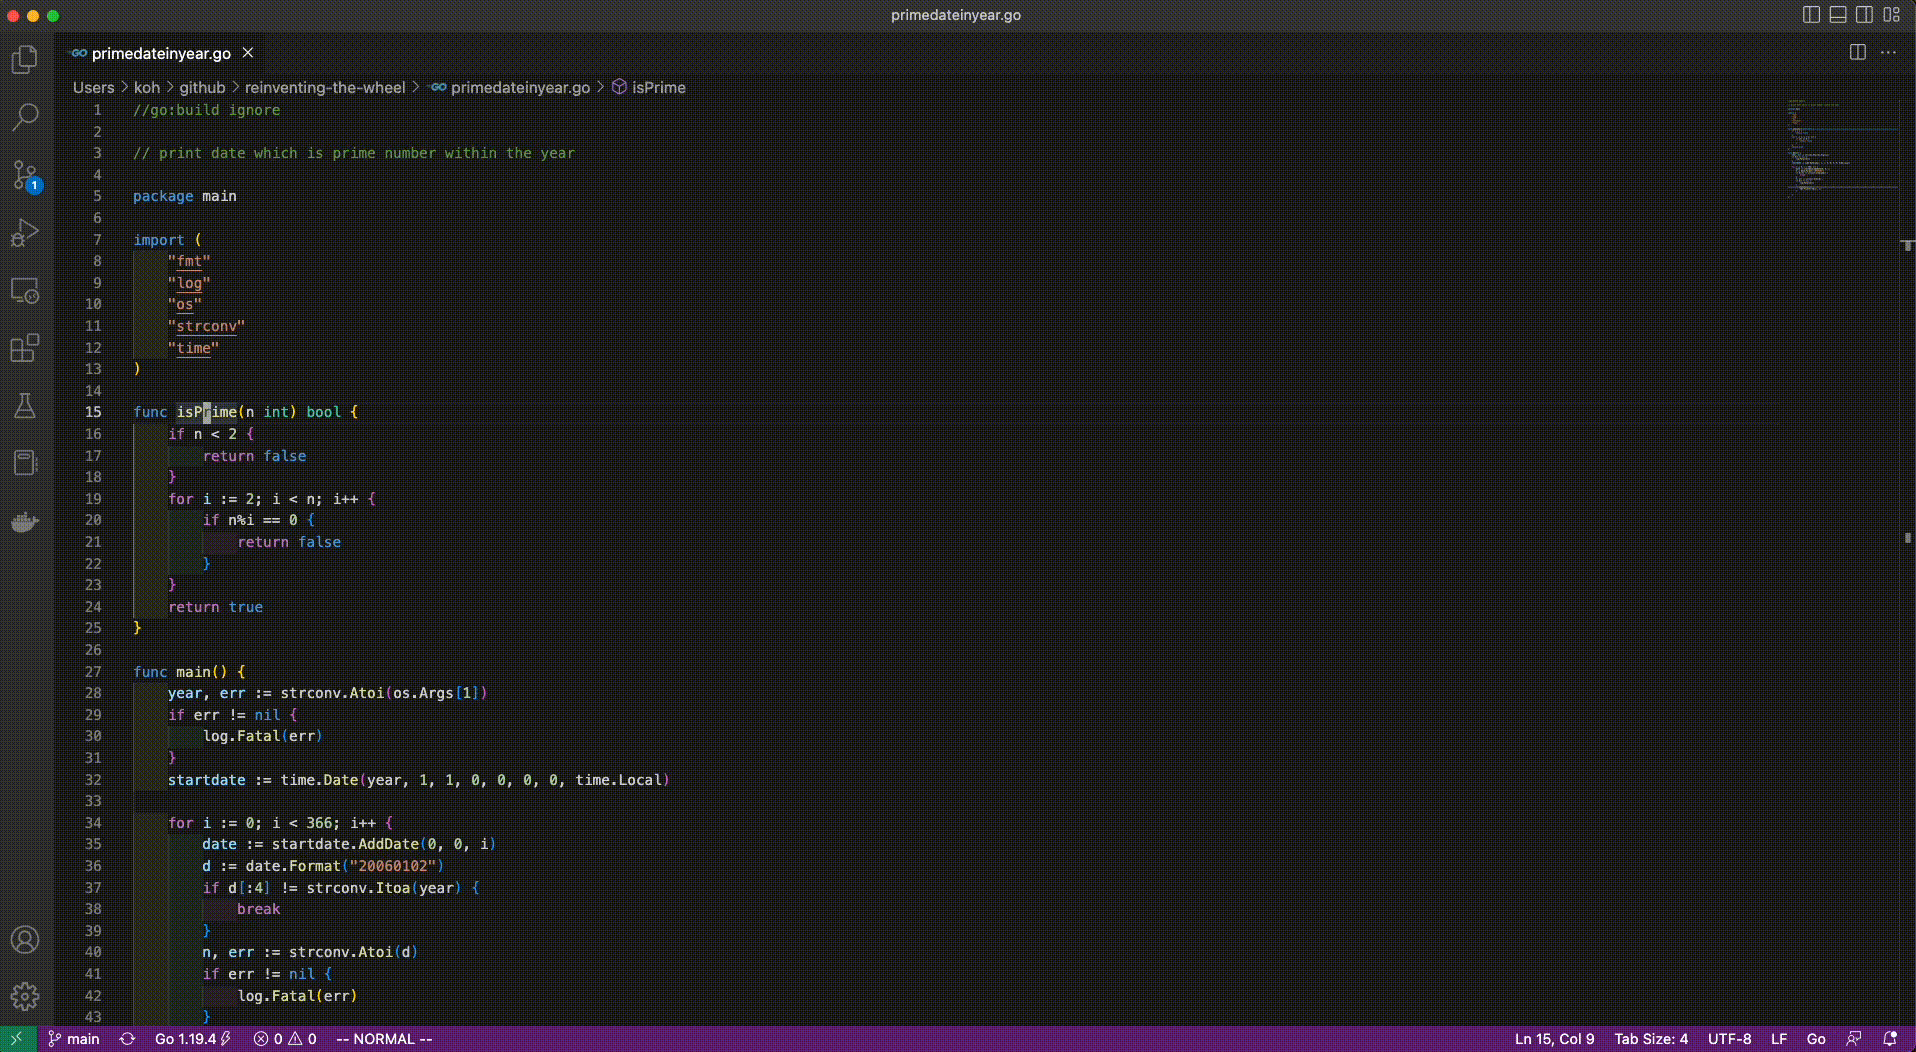 primedateinyear.go
primedateinyear.go
Users > koh > github > reinventing-the-wheel > primedateinyear.go > isPrime
1 //go:build ignore
2
3 // print date which is prime number within the year
4
5 package main
6
7 import (
8 "fmt"
9 "log"
10 "os"
11 "strconv"
12 "time"
13 )
14
15 func isPrime(n int) bool {
16 if n < 2 {
17 return false
18 }
19 for i := 2; i < n; i++ {
20 if n%i == 0 {
21 return false
22 }
23 }
24 return true
25 }
26
27 func main() {
28 year, err := strconv.Atoi(os.Args[1])
29 if err != nil {
30 log.Fatal(err)
31 }
32 startdate := time.Date(year, 1, 1, 0, 0, 0, 0, time.Local)
33
34 for i := 0; i < 366; i++ {
35 date := startdate.AddDate(0, 0, i)
36 d := date.Format("20060102")
37 if d[:4] != strconv.Itoa(year) {
38 break
39 }
40 n, err := strconv.Atoi(d)
41 if err != nil {
42 log.Fatal(err)
43 }
1
main Go 1.19.4 0 0 -- NORMAL -- Ln 15, Col 9 Tab Size: 4 UTF-8 LF Go